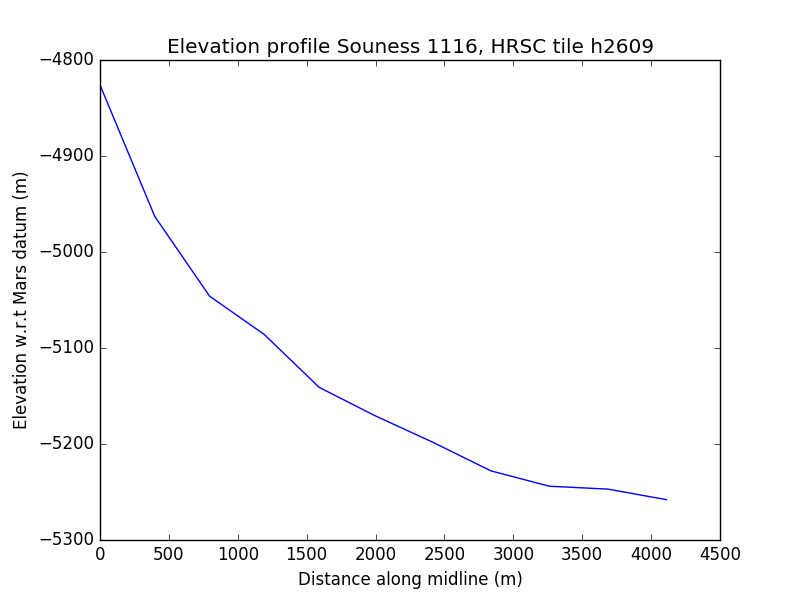 Elevation profile Souness 1116, HRSC tile h2609
−4800
−4900
−5000
−5100
−5200
−5300
Elevation w.r.t Mars datum (m)
0 500 1000 1500 2000 2500 3000 3500 4000 4500
Distance along midline (m)